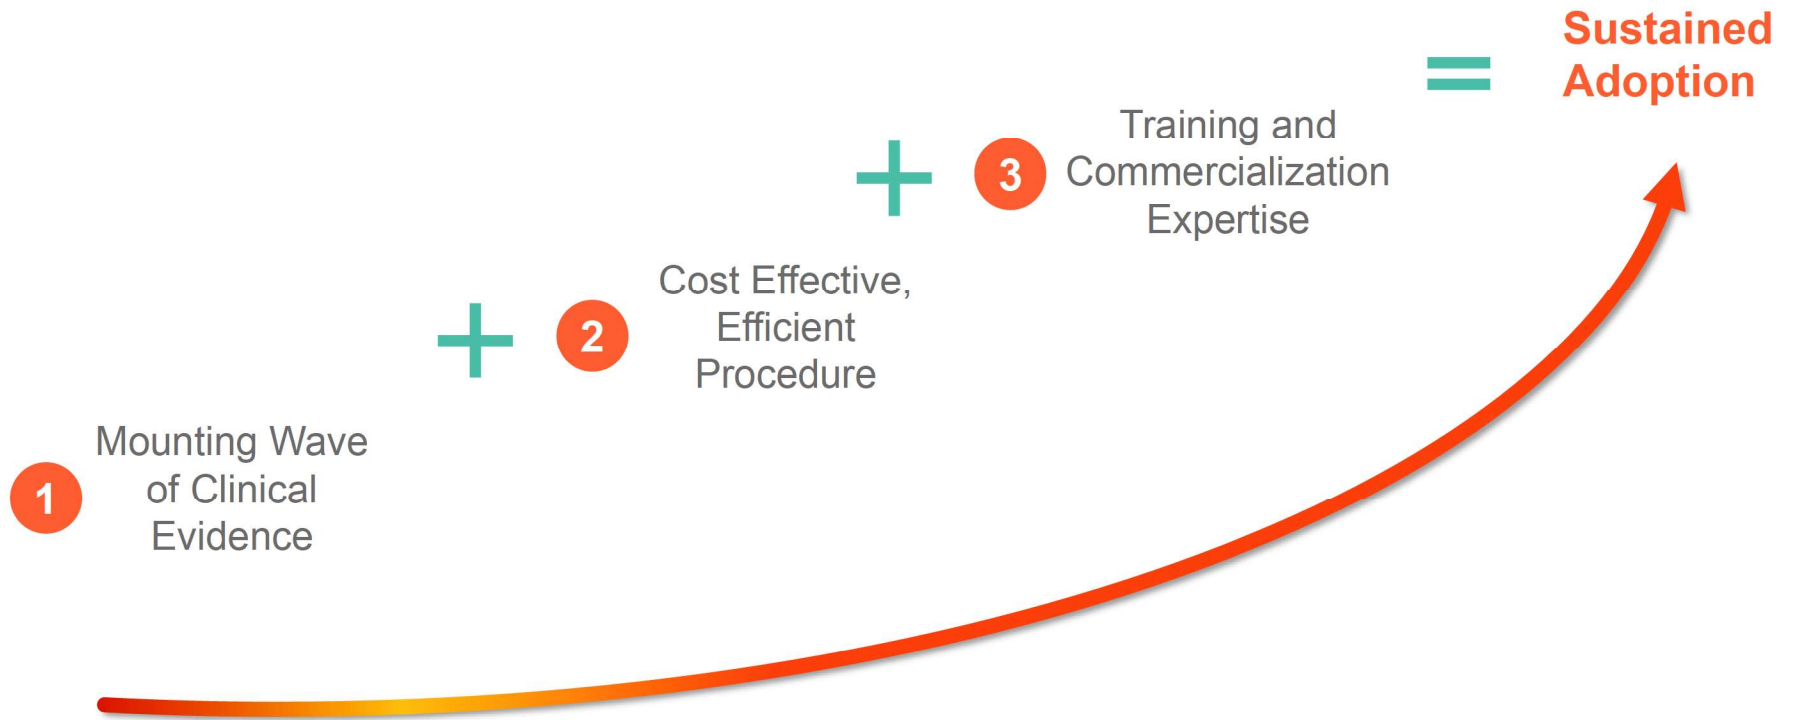 1
Mounting Wave
of Clinical
Evidence
+
2
Cost Effective,
Efficient
Procedure
+
3
Training and
Commercialization
Expertise
=
Sustained
Adoption